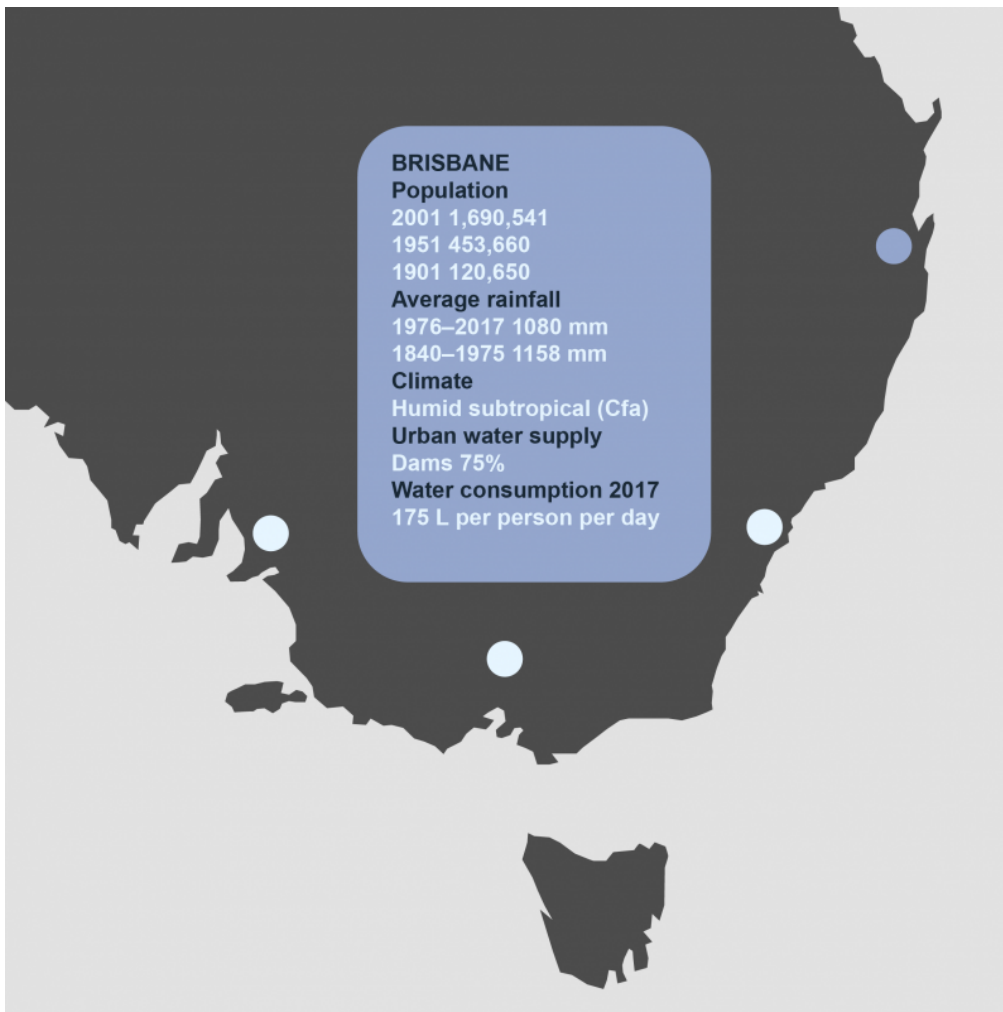 BRISBANE
Population
2001 1,690,541
1951 453,660
1901 120,650
Average rainfall
1976–2017 1080 mm
1840–1975 1158 mm
Climate
Humid subtropical (Cfa)
Urban water supply
Dams 75%
Water consumption 2017
175 L per person per day